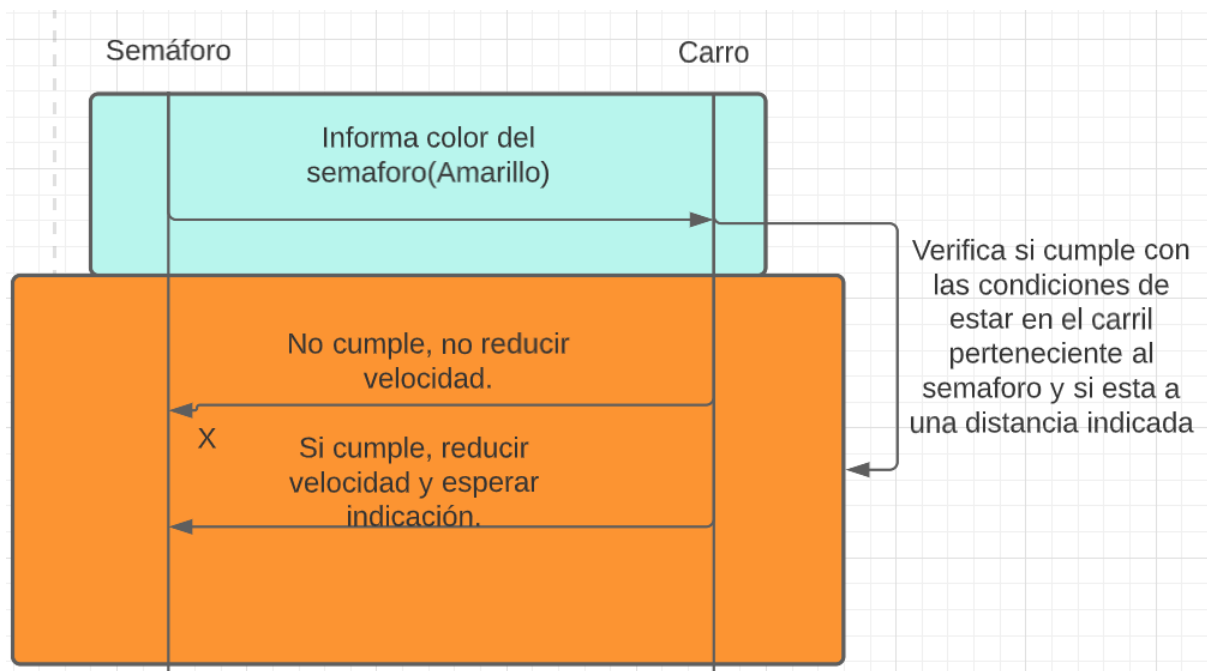 Semáforo
Carro
Informa color del
semaforo(Amarillo)
Verifica si cumple con
las condiciones de
estar en el carril
perteneciente al
semaforo y si esta a
una distancia indicada
No cumple, no reducir
velocidad.
X
Si cumple, reducir
velocidad y esperar
indicación.